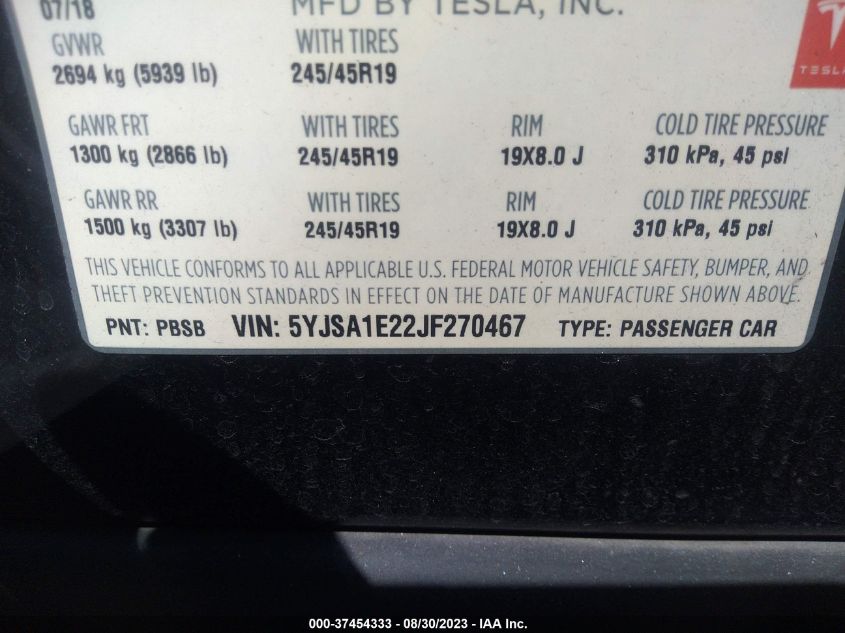 07/18 MFD BY TESLA, INC.
TESLA
GVWR WITH TIRES
2694 kg (5939 lb) 245/45R19
GAWR FRT WITH TIRES RIM COLD TIRE PRESSURE
1300 kg (2866 lb) 245/45R19 19X8.0 J 310 kPa, 45 psi
GAWR RR WITH TIRES RIM COLD TIRE PRESSURE
1500 kg (3307 lb) 245/45R19 19X8.0 J 310 kPa, 45 psi
THIS VEHICLE CONFORMS TO ALL APPLICABLE U.S. FEDERAL MOTOR VEHICLE SAFETY, BUMPER, AND
THEFT PREVENTION STANDARDS IN EFFECT ON THE DATE OF MANUFACTURE SHOWN ABOVE.
PNT: PBSB VIN: 5YJSA1E22JF270467 TYPE: PASSENGER CAR
000-37454333 - 08/30/2023 - IAA Inc.